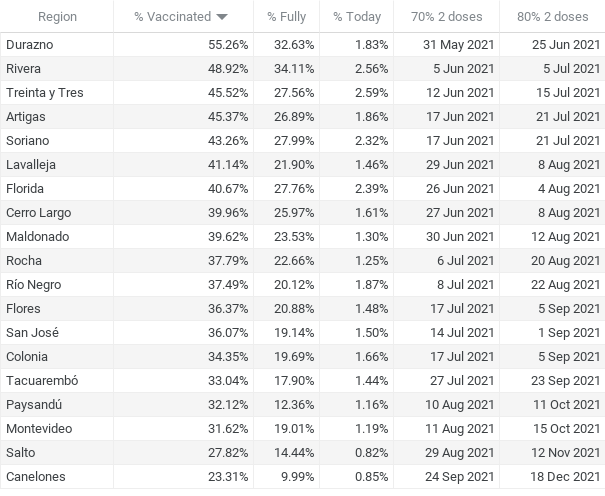 Region % Vaccinated % Fully % Today 70% 2 doses 80% 2 doses
Durazno 55.26% 32.63% 1.83% 31 May 2021 25 Jun 2021
Rivera 48.92% 34.11% 2.56% 5 Jun 2021 5 Jul 2021
Treinta y Tres 45.52% 27.56% 2.59% 12 Jun 2021 15 Jul 2021
Artigas 45.37% 26.89% 1.86% 17 Jun 2021 21 Jul 2021
Soriano 43.26% 27.99% 2.32% 17 Jun 2021 21 Jul 2021
Lavalleja 41.14% 21.90% 1.46% 29 Jun 2021 8 Aug 2021
Florida 40.67% 27.76% 2.39% 26 Jun 2021 4 Aug 2021
Cerro Largo 39.96% 25.97% 1.61% 27 Jun 2021 8 Aug 2021
Maldonado 39.62% 23.53% 1.30% 30 Jun 2021 12 Aug 2021
Rocha 37.79% 22.66% 1.25% 6 Jul 2021 20 Aug 2021
Río Negro 37.49% 20.12% 1.87% 8 Jul 2021 22 Aug 2021
Flores 36.37% 20.88% 1.48% 17 Jul 2021 5 Sep 2021
San José 36.07% 19.14% 1.50% 14 Jul 2021 1 Sep 2021
Colonia 34.35% 19.69% 1.66% 17 Jul 2021 5 Sep 2021
Tacuarembó 33.04% 17.90% 1.44% 27 Jul 2021 23 Sep 2021
Paysandú 32.12% 12.36% 1.16% 10 Aug 2021 11 Oct 2021
Montevideo 31.62% 19.01% 1.19% 11 Aug 2021 15 Oct 2021
Salto 27.82% 14.44% 0.82% 29 Aug 2021 12 Nov 2021
Canelones 23.31% 9.99% 0.85% 24 Sep 2021 18 Dec 2021